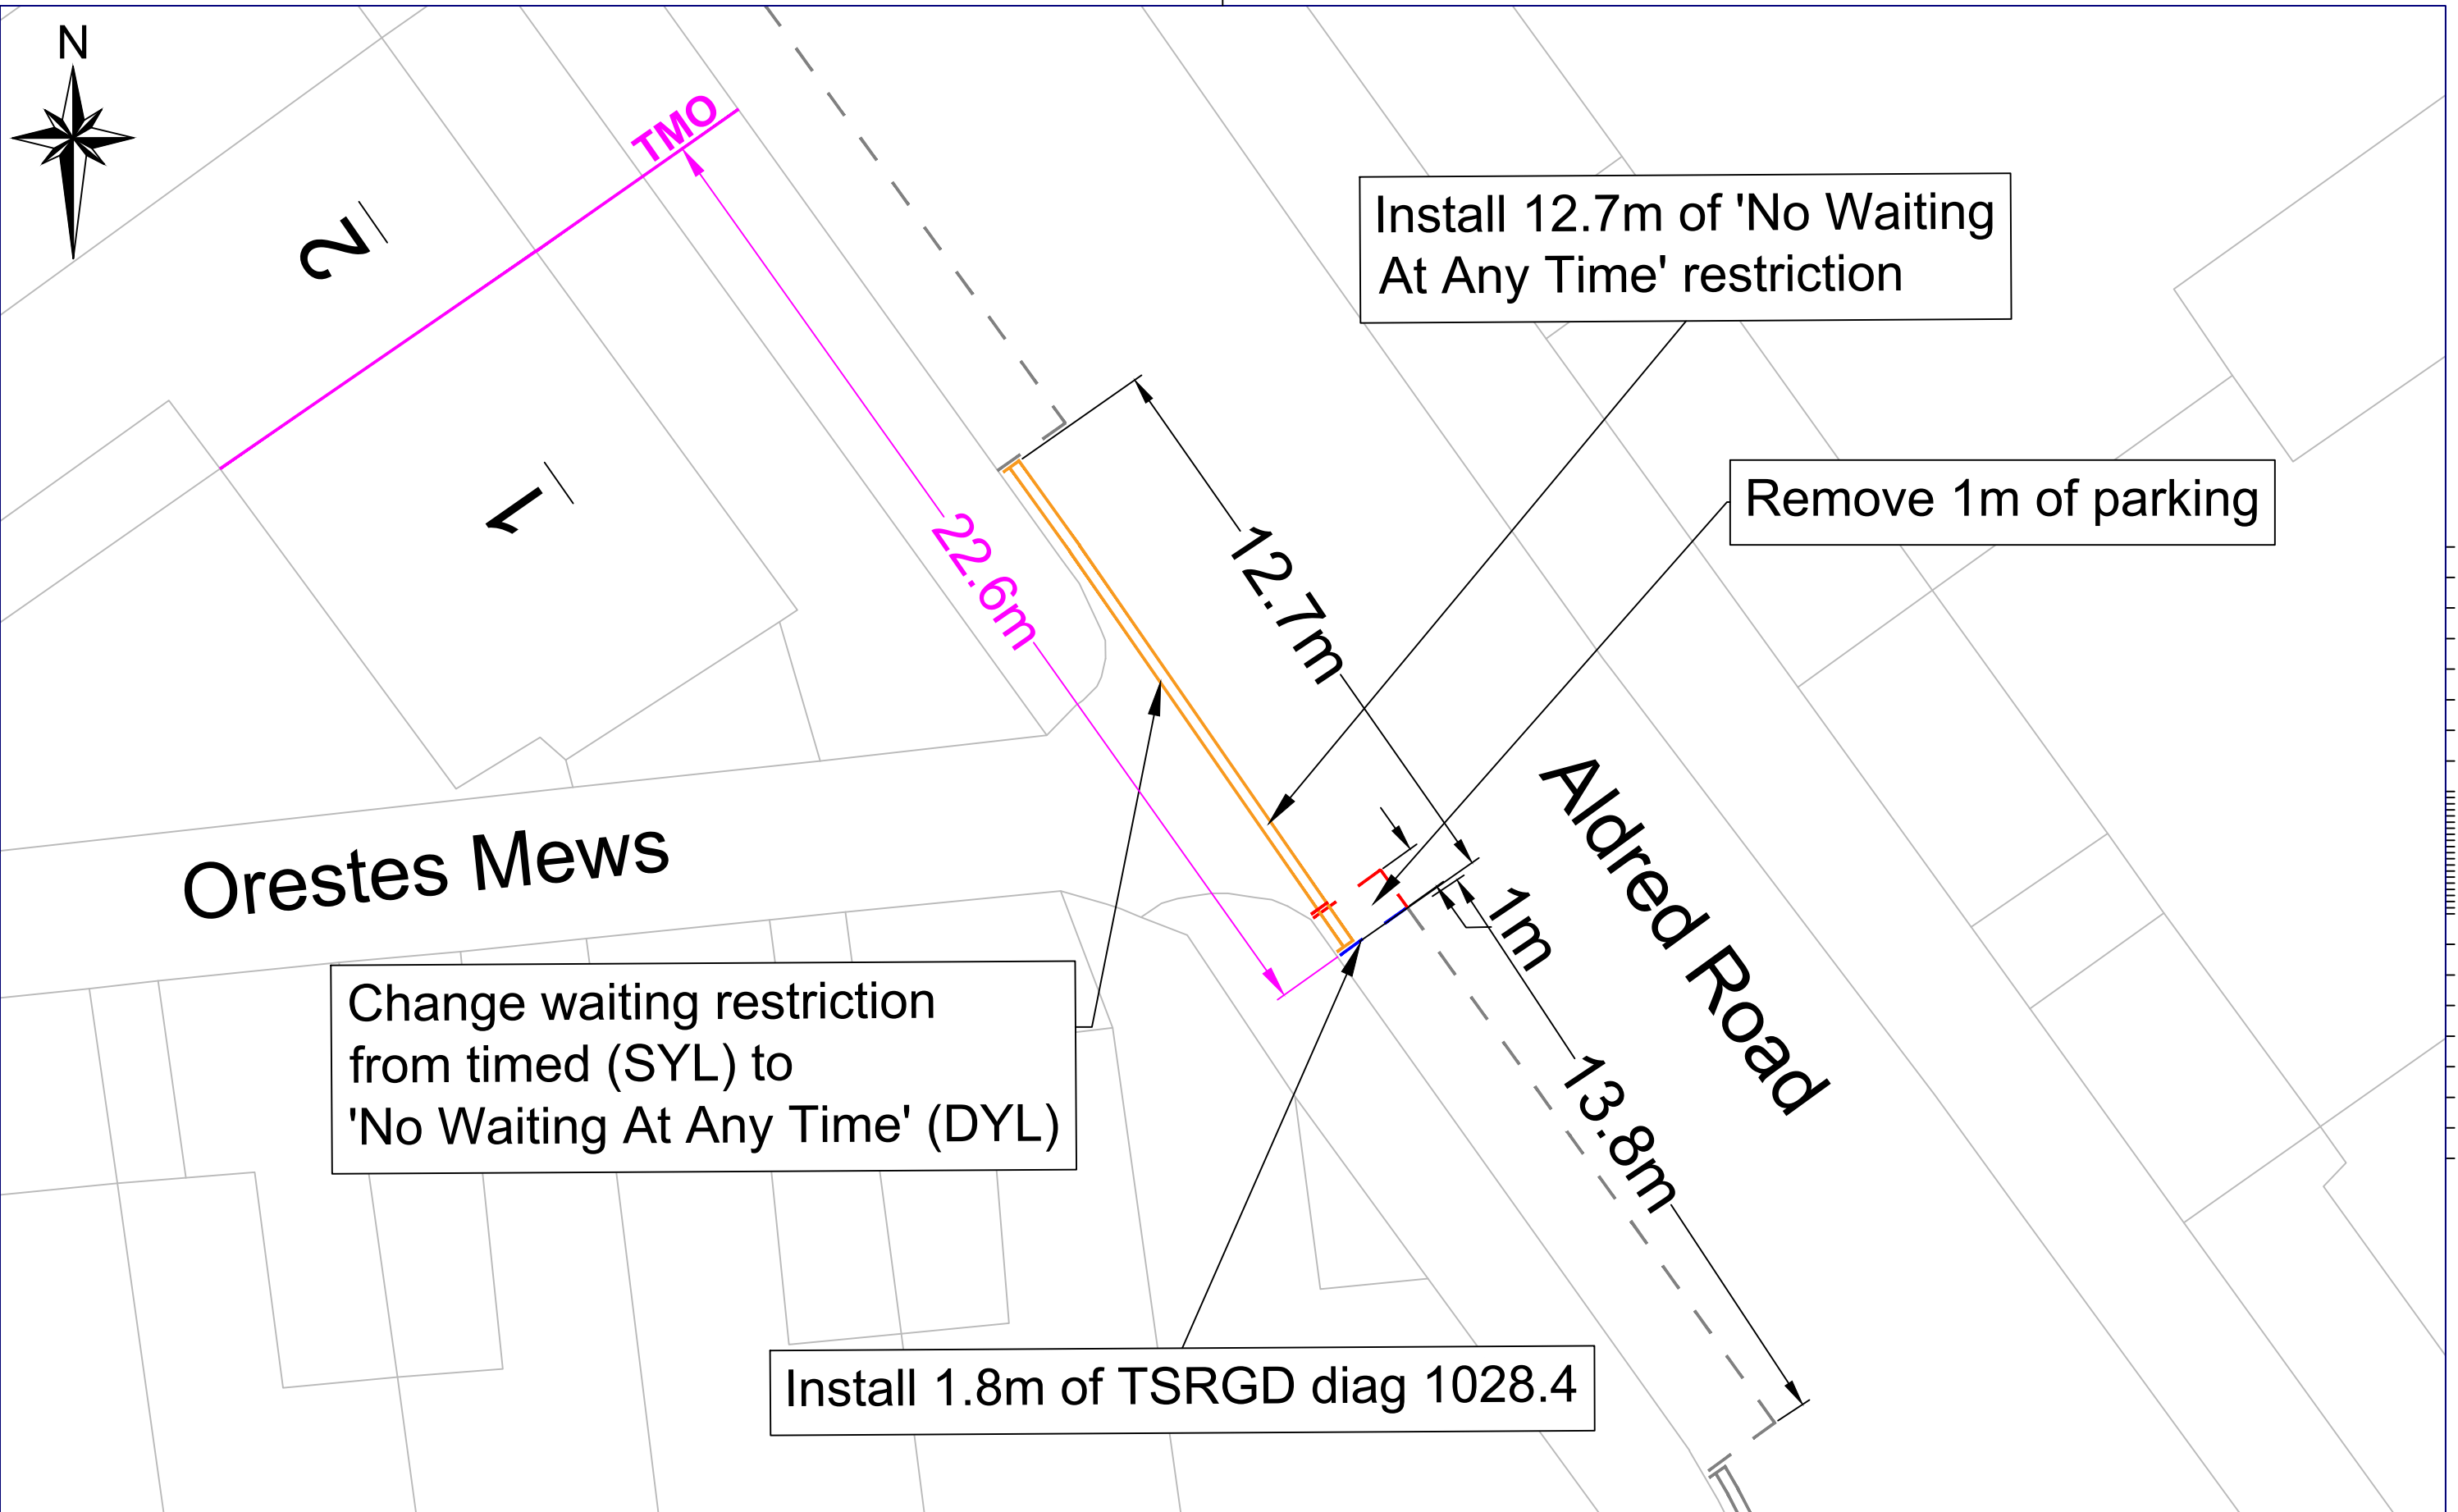 N
TMO
2
1
Install 12.7m of 'No Waiting
At Any Time' restriction
Remove 1m of parking
22.6m
12.7m
Aldred Road
Orestes Mews
1m
Change waiting restriction
from timed (SYL) to
'No Waiting At Any Time' (DYL)
13.8m
Install 1.8m of TSRGD diag 1028.4